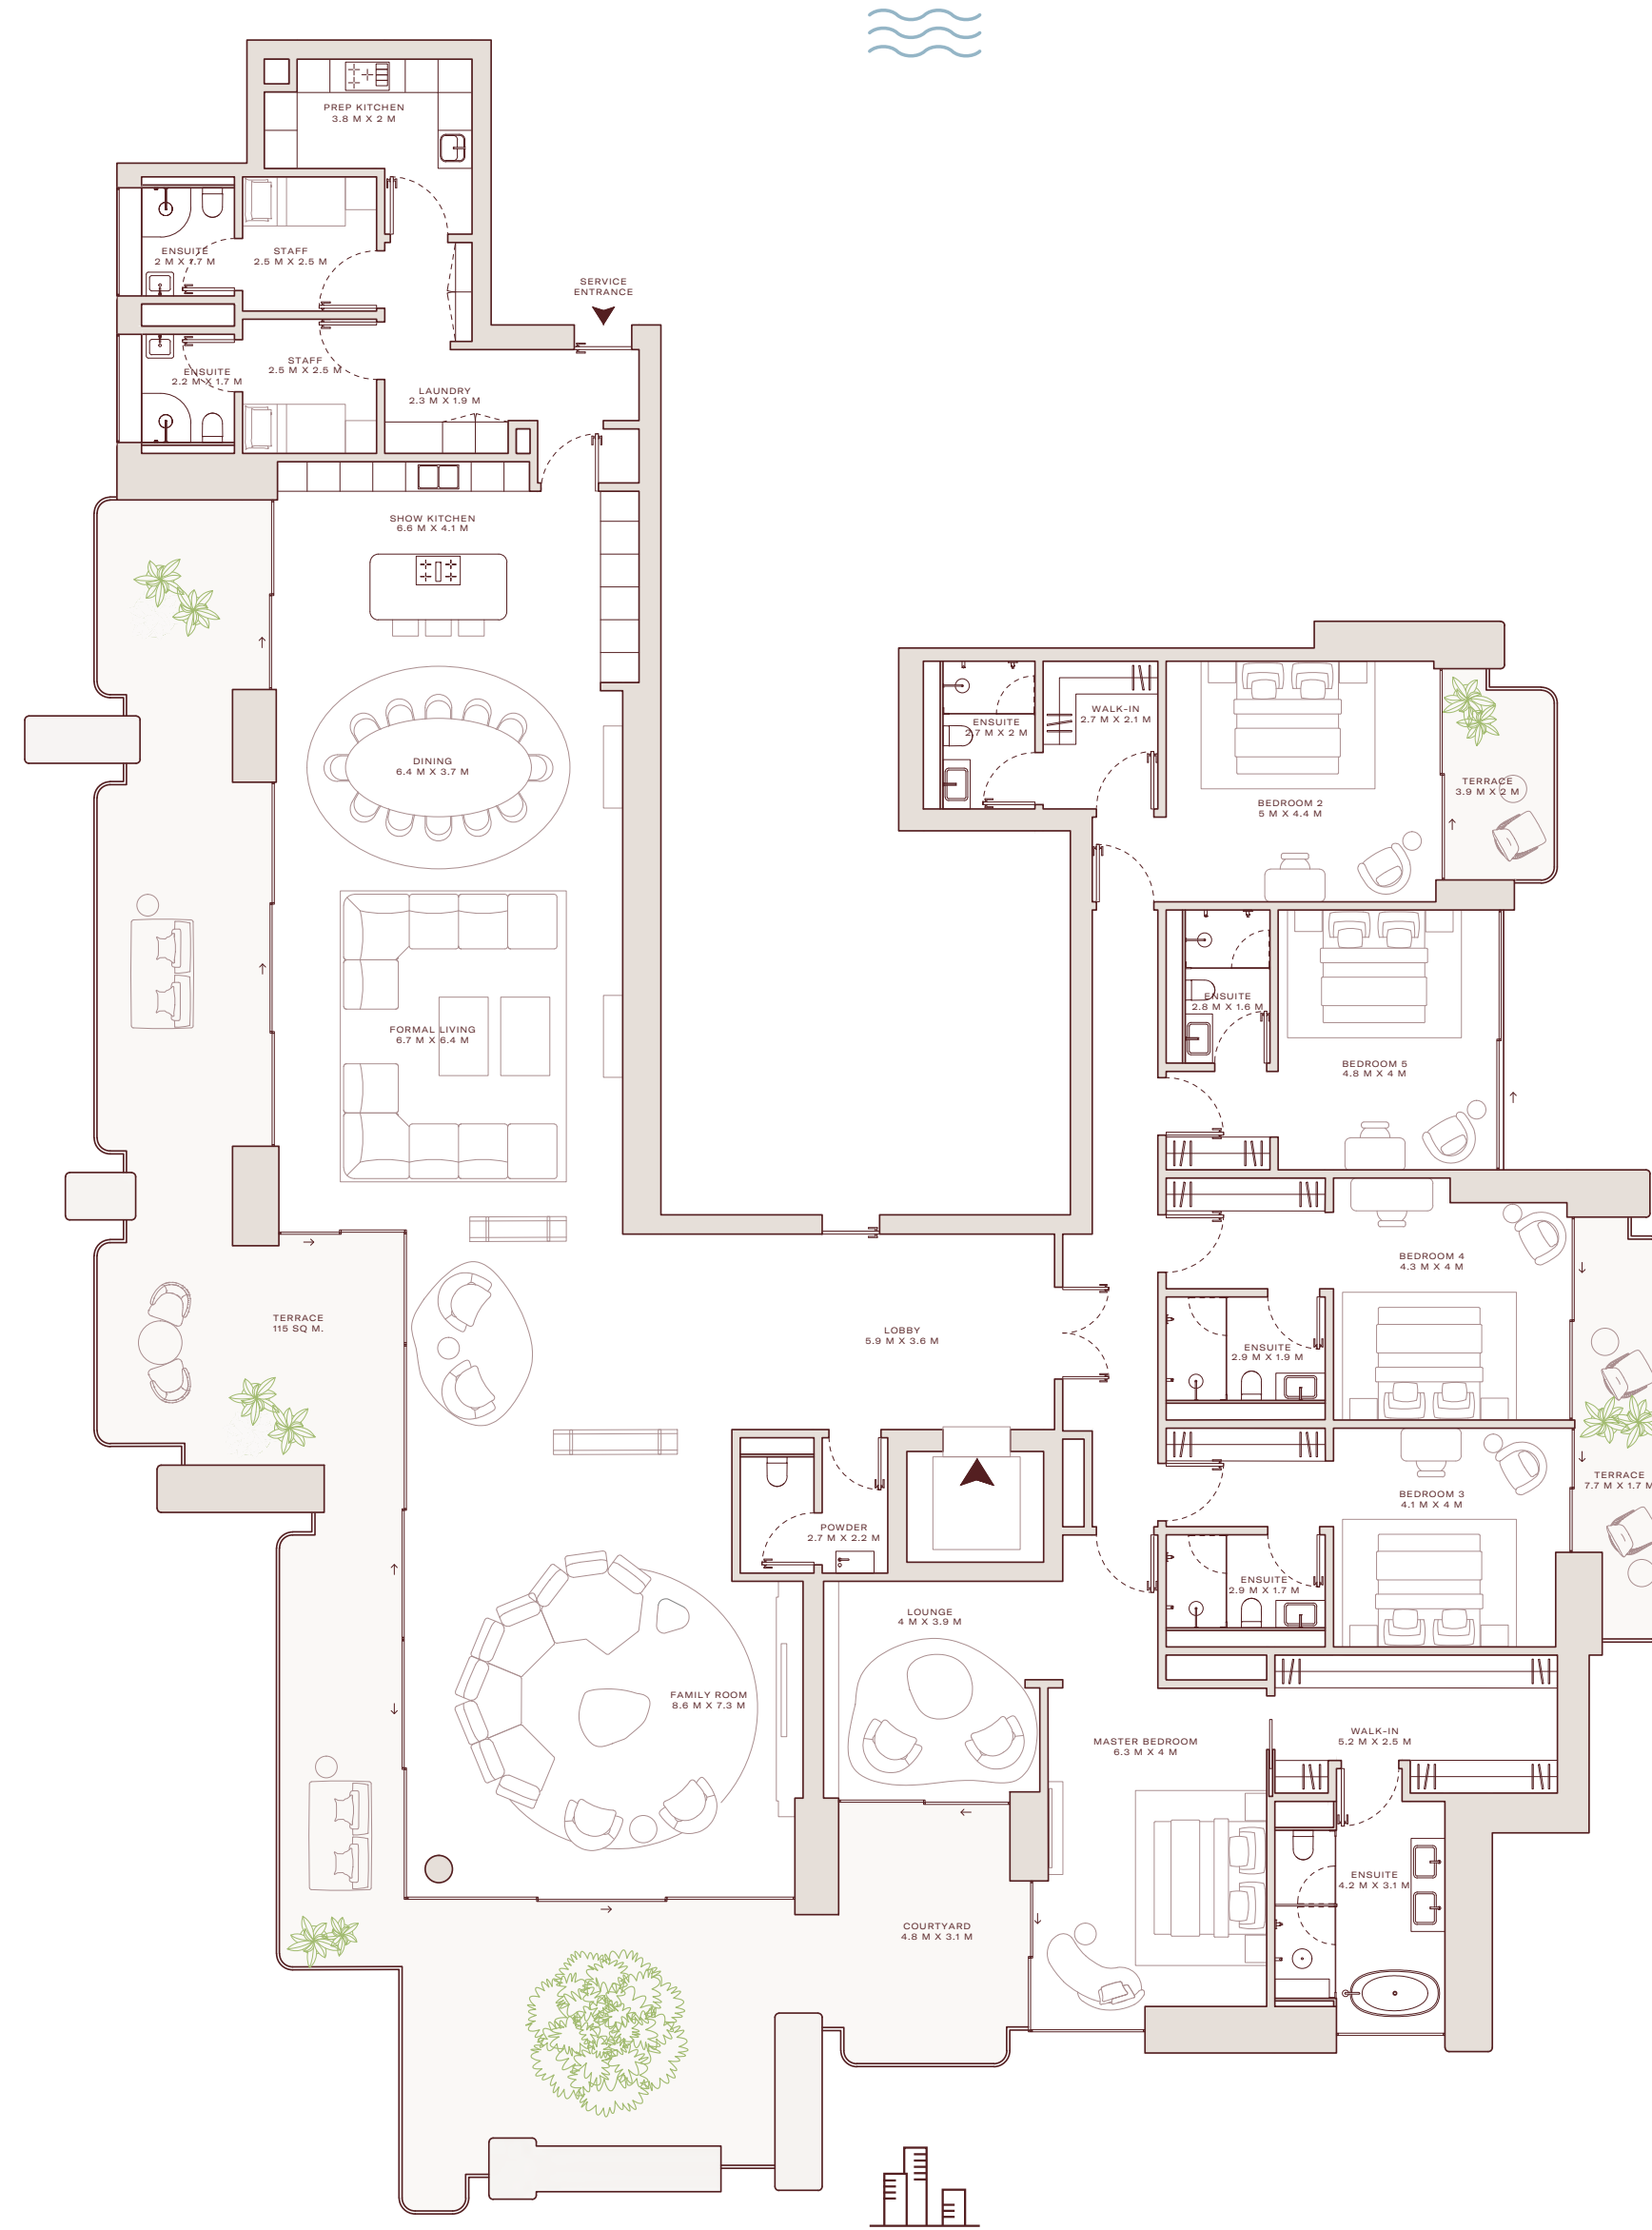 PREP KITCHEN
3.8 M X 2 M
ENSUITE
2 M X 1.7 M
STAFF
2.5 M X 2.5 M
SERVICE
ENTRANCE
STAFF
2.5 M X 2.5 M
ENSUITE
2.2 M X 1.7 M
LAUNDRY
2.3 M X 1.9 M
SHOW KITCHEN
6.6 M X 4.1 M
DINING
6.4 M X 3.7 M
ENSUITE
2.7 M X 2 M
WALK-IN
2.7 M X 2.1 M
BEDROOM 2
5 M X 4.4 M
TERRACE
3.9 M X 2 M
FORMAL LIVING
6.7 M X 6.4 M
ENSUITE
2.8 M X 1.6 M
BEDROOM 5
4.8 M X 4 M
TERRACE
115 SQ M.
LOBBY
5.9 M X 3.6 M
BEDROOM 4
4.3 M X 4 M
ENSUITE
2.9 M X 1.9 M
BEDROOM 3
4.1 M X 4 M
TERRACE
7.7 M X 1.7 M
POWDER
2.7 M X 2.2 M
ENSUITE
2.9 M X 1.7 M
LOUNGE
4 M X 3.9 M
FAMILY ROOM
8.6 M X 7.3 M
MASTER BEDROOM
6.3 M X 4 M
WALK-IN
5.2 M X 2.5 M
ENSUITE
4.2 M X 3.1 M
COURTYARD
4.8 M X 3.1 M